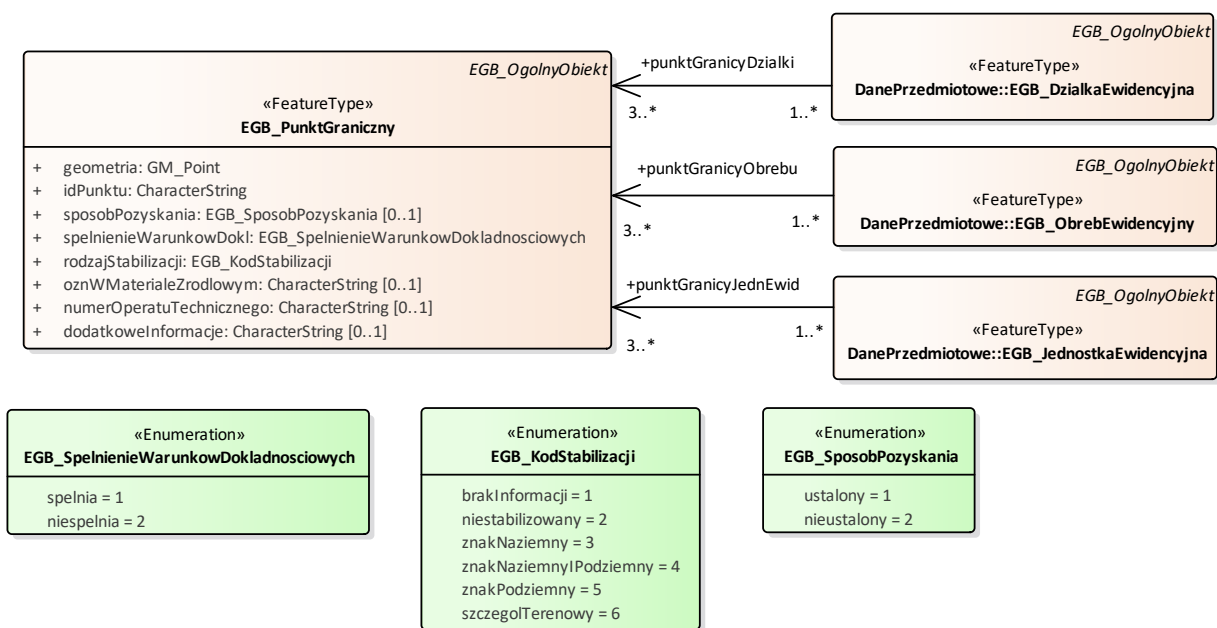 EGB_OgolnyObiekt
«FeatureType»
EGB_PunktGraniczny
+ geometria: GM_Point
+ idPunktu: CharacterString
+ sposobPozyskania: EGB_SposobPozyskania [0..1]
+ spelnienieWarunkowDokl: EGB_SpelnienieWarunkowDokladnosciowych
+ rodzajStabilizacji: EGB_KodStabilizacji
+ oznWMaterialeZrodlowym: CharacterString [0..1]
+ numerOperatuTechnicznego: CharacterString [0..1]
+ dodatkoweInformacje: CharacterString [0..1]
+punktGranicyDzialki
3..*
1..*
EGB_OgolnyObiekt
«FeatureType»
DanePrzedmiotowe::EGB_DzialkaEwidencyjna
+punktGranicyObrebu
3..*
1..*
EGB_OgolnyObiekt
«FeatureType»
DanePrzedmiotowe::EGB_ObrebEwidencyjny
+punktGranicyJednEwid
3..*
1..*
EGB_OgolnyObiekt
«FeatureType»
DanePrzedmiotowe::EGB_JednostkaEwidencyjna
«Enumeration»
EGB_SpelnienieWarunkowDokladnosciowych
spelnia = 1
niespelnia = 2
«Enumeration»
EGB_KodStabilizacji
brakInformacji = 1
niestabilizowany = 2
znakNaziemny = 3
znakNaziemnyIPodziemny = 4
znakPodziemny = 5
szczegolTerenowy = 6
«Enumeration»
EGB_SposobPozyskania
ustalony = 1
nieustalony = 2